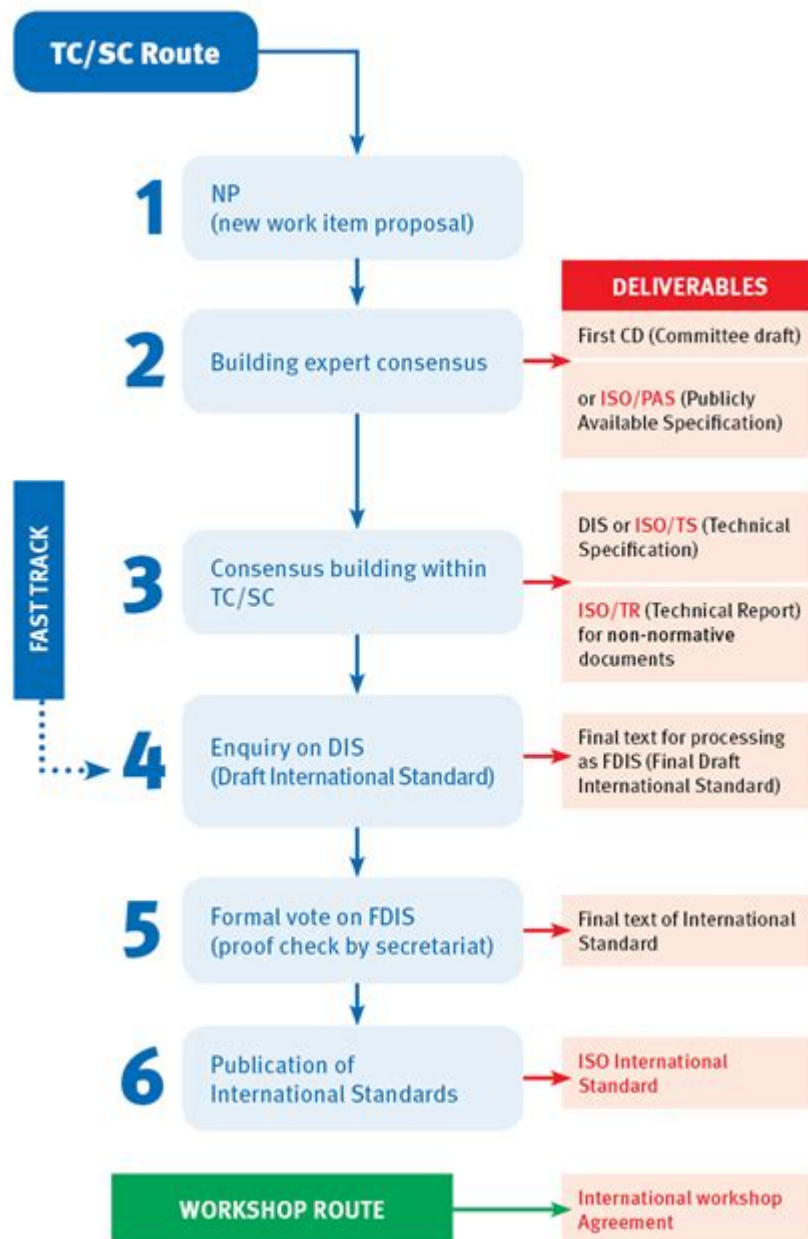 TC/SC Route
1
NP
(new work item proposal)
DELIVERABLES
2
Building expert consensus
First CD (Committee draft)
or ISO/PAS (Publicly
Available Specification)
FAST TRACK
3
Consensus building within
TC/SC
DIS or ISO/TS (Technical
Specification)
ISO/TR (Technical Report)
for non-normative
documents
4
Enquiry on DIS
(Draft International Standard)
Final text for processing
as FDIS (Final Draft
International Standard)
5
Formal vote on FDIS
(proof check by secretariat)
Final text of International
Standard
6
Publication of
International Standards
ISO International
Standard
WORKSHOP ROUTE
International workshop
Agreement